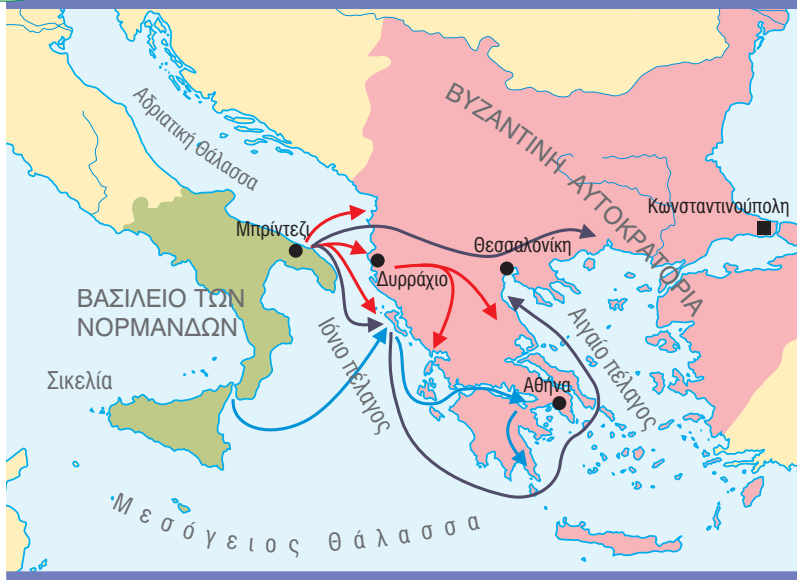 Αδριατική Θάλασσα
ΒΥΖΑΝΤΙΝΗ ΑΥΤΟΚΡΑΤΟΡΙΑ
Κωνσταντινούπολη
Μπρίντεζι
Θεσσαλονίκη
Δυρράχιο
ΒΑΣΙΛΕΙΟ ΤΩΝ
ΝΟΡΜΑΝΔΩΝ
Ιόνιο πέλαγος
Αιγαίο πέλαγος
Σικελία
Αθήνα
Μεσόγειος Θάλασσα